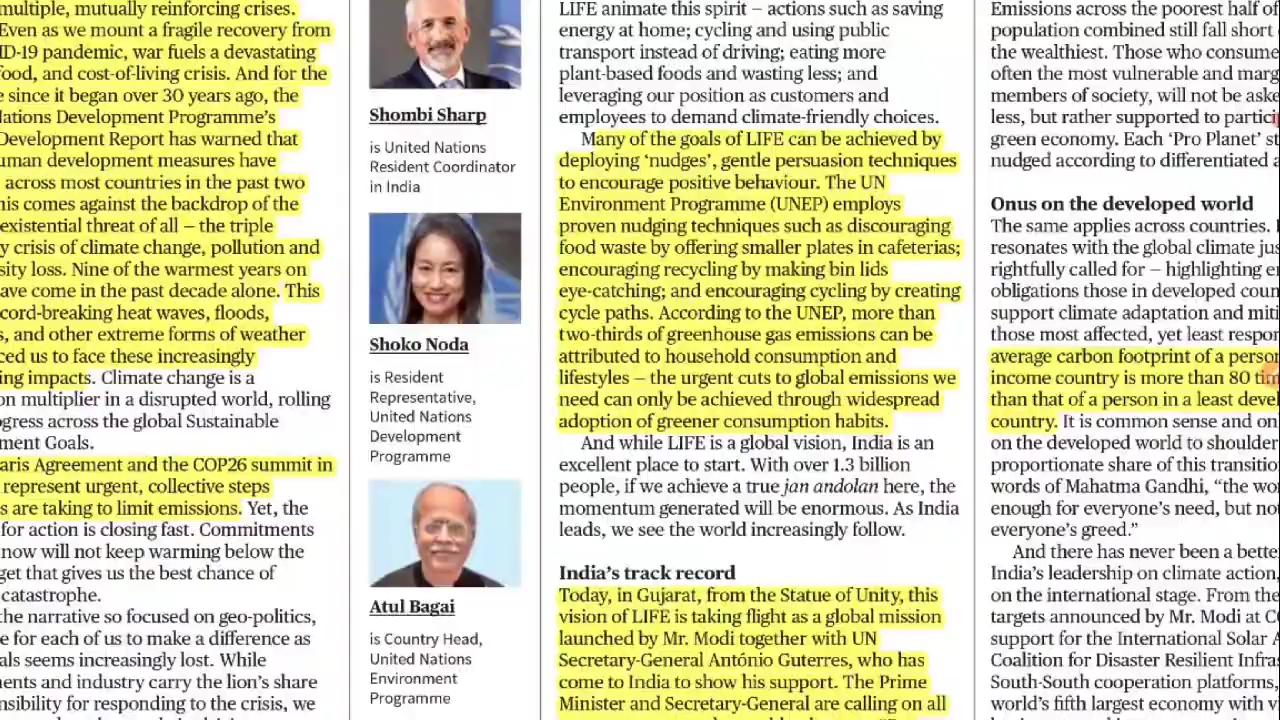 multiple, mutually reinforcing crises.
Even as we mount a fragile recovery from
ID-19 pandemic, war fuels a devastating
food, and cost-of-living crisis. And for the
e since it began over 30 years ago, the
Nations Development Programme's
Development Report has warned that
uman development measures have
across most countries in the past two
his comes against the backdrop of the
existential threat of all – the triple
y crisis of climate change, pollution and
sity loss. Nine of the warmest years on
ave come in the past decade alone. This
cord-breaking heat waves, floods,
s, and other extreme forms of weather
ced us to face these increasingly
ing impacts. Climate change is a
on multiplier in a disrupted world, rolling
ogress across the global Sustainable
ment Goals.
aris Agreement and the COP26 summit in
represent urgent, collective steps
s are taking to limit emissions. Yet, the
for action is closing fast. Commitments
now will not keep warming below the
get that gives us the best chance of
catastrophe.
the narrative so focused on geo-politics,
e for each of us to make a difference as
als seems increasingly lost. While
ments and industry carry the lion's share
nsibility for responding to the crisis, we
Shombi Sharp
is United Nations
Resident Coordinator
in India
Shoko Noda
is Resident
Representative,
United Nations
Development
Programme
Atul Bagai
is Country Head,
United Nations
Environment
Programme
LIFE animate this spirit – actions such as saving
energy at home; cycling and using public
transport instead of driving; eating more
plant-based foods and wasting less; and
leveraging our position as customers and
employees to demand climate-friendly choices.
Many of the goals of LIFE can be achieved by
deploying 'nudges', gentle persuasion techniques
to encourage positive behaviour. The UN
Environment Programme (UNEP) employs
proven nudging techniques such as discouraging
food waste by offering smaller plates in cafeterias;
encouraging recycling by making bin lids
eye-catching; and encouraging cycling by creating
cycle paths. According to the UNEP, more than
two-thirds of greenhouse gas emissions can be
attributed to household consumption and
lifestyles – the urgent cuts to global emissions we
need can only be achieved through widespread
adoption of greener consumption habits.
And while LIFE is a global vision, India is an
excellent place to start. With over 1.3 billion
people, if we achieve a true jan andolan here, the
momentum generated will be enormous. As India
leads, we see the world increasingly follow.
India's track record
Today, in Gujarat, from the Statue of Unity, this
vision of LIFE is taking flight as a global mission
launched by Mr. Modi together with UN
Secretary-General António Guterres, who has
come to India to show his support. The Prime
Minister and Secretary-General are calling on all
Emissions across the poorest half of
population combined still fall short
the wealthiest. Those who consume
often the most vulnerable and marg
members of society, will not be aske
less, but rather supported to partici
green economy. Each 'Pro Planet' st
nudged according to differentiated a
Onus on the developed world
The same applies across countries.
resonates with the global climate jus
rightfully called for – highlighting e
obligations those in developed coun
support climate adaptation and miti
those most affected, yet least respon
average carbon footprint of a person
income country is more than 80 tim
than that of a person in a least devel
country. It is common sense and on
on the developed world to shoulder
proportionate share of this transition
words of Mahatma Gandhi, "the wo
enough for everyone's need, but no
everyone's greed."
And there has never been a bette
India's leadership on climate action,
on the international stage. From the
targets announced by Mr. Modi at C
support for the International Solar A
Coalition for Disaster Resilient Infra
South-South cooperation platforms,
world's fifth largest economy with v